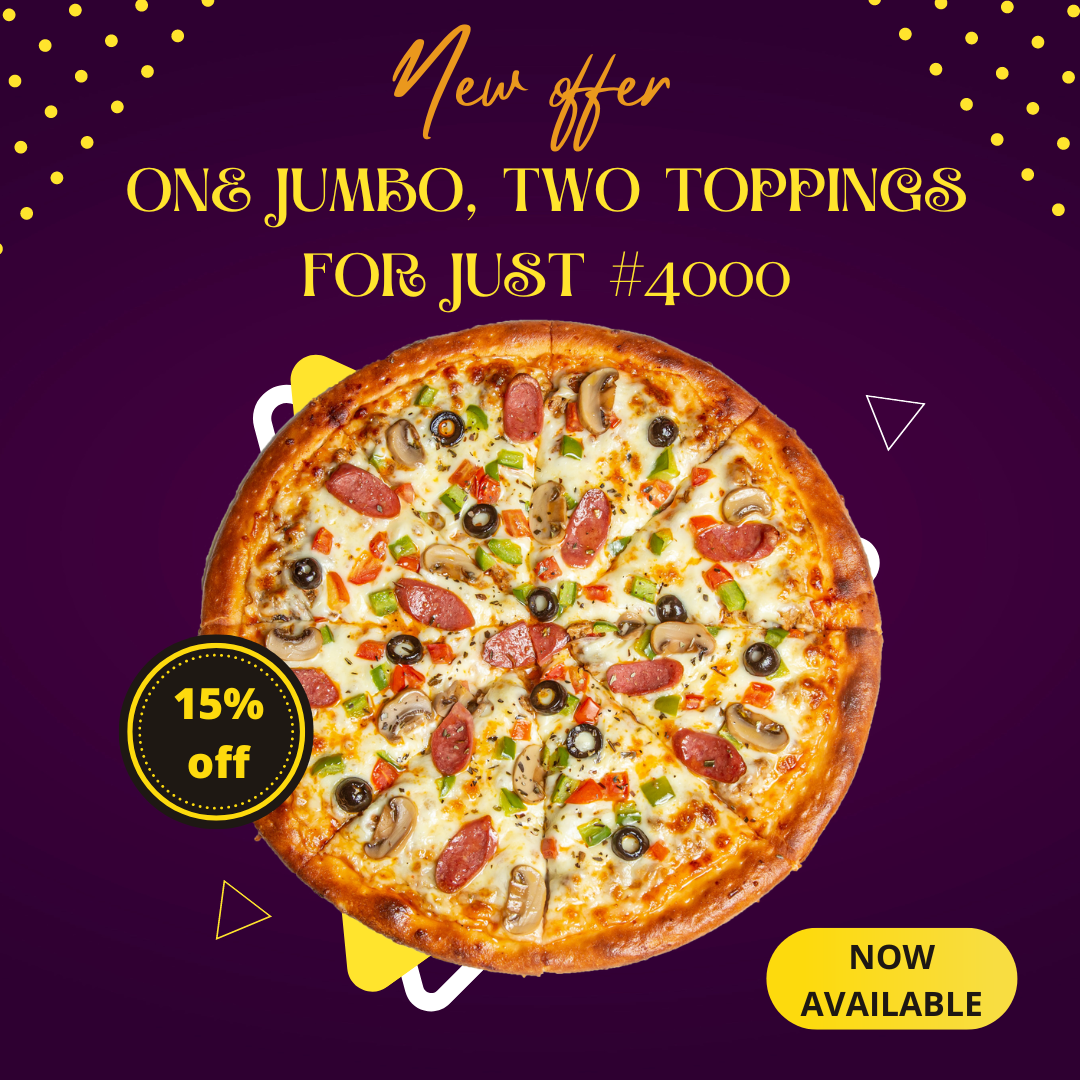 New offer
ONE JUMBO, TWO TOPPINGS
FOR JUST #4000
15%
off
NOW
AVAILABLE